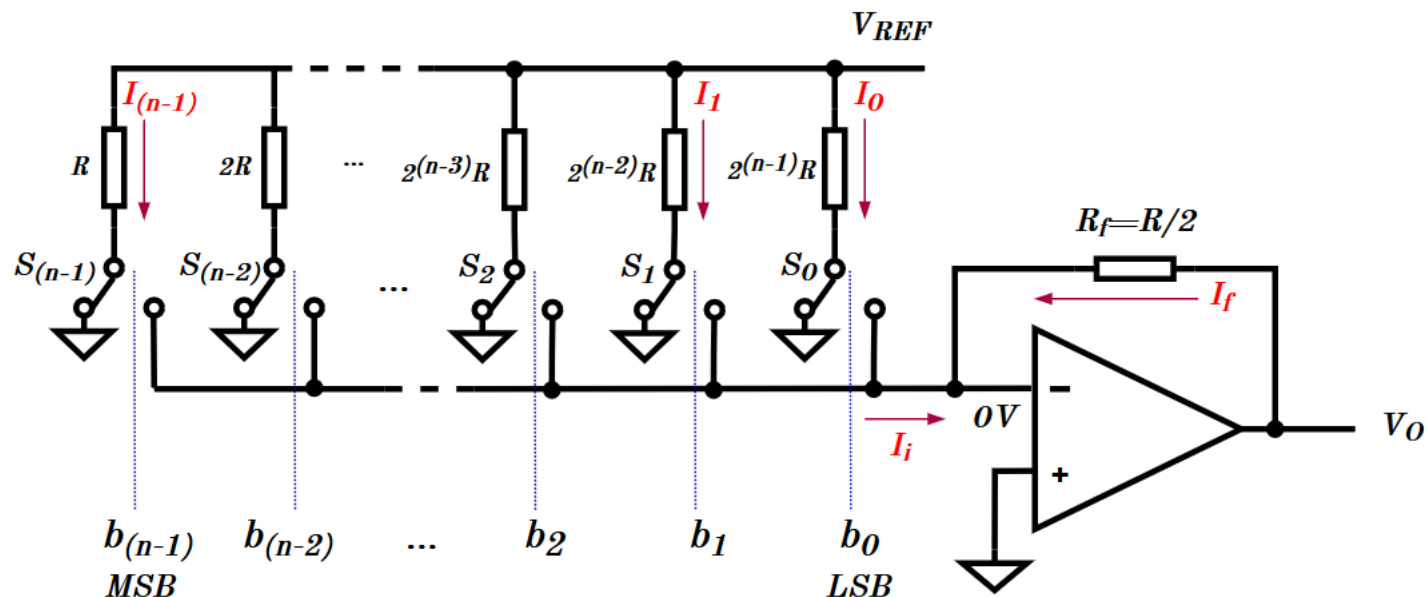 V_REF
I_(n-1) I_1 I_0
R 2R ... 2^(n-3)R 2^(n-2)R 2^(n-1)R
R_f=R/2
S_(n-1) S_(n-2) ... S_2 S_1 S_0
I_f
0V −
I_i
V_O
+
b_(n-1) b_(n-2) ... b_2 b_1 b_0
MSB LSB